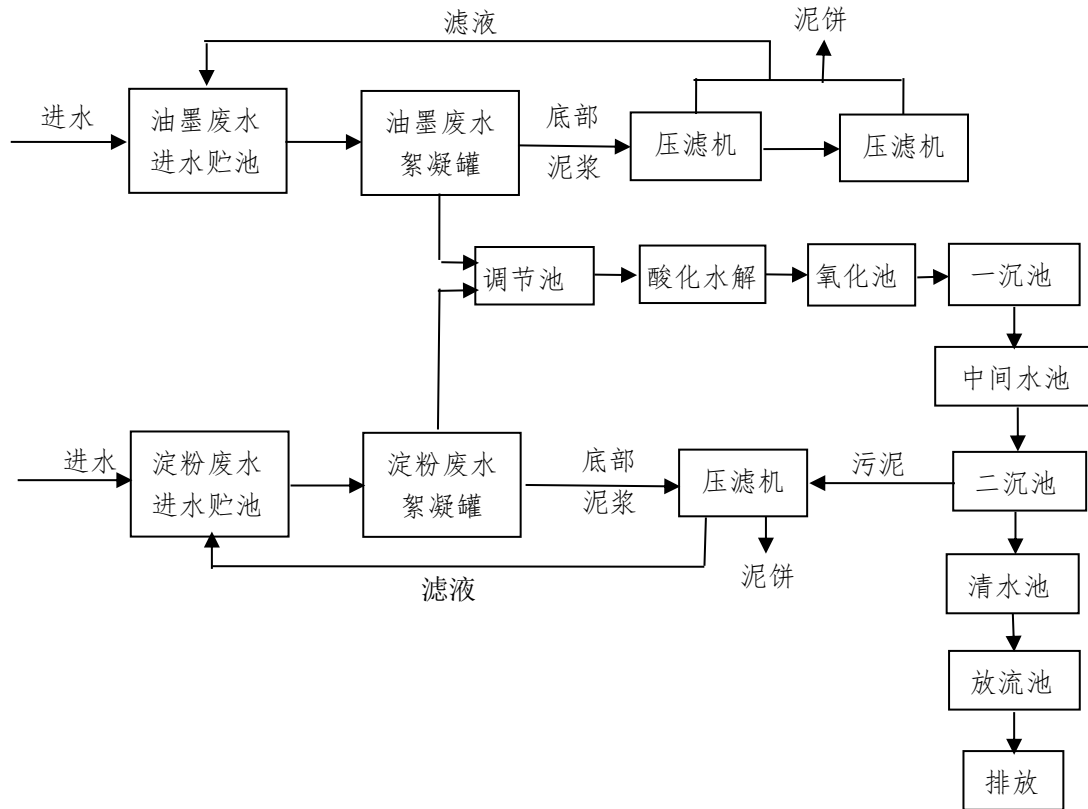 滤液
泥饼
进水
油墨废水
进水贮池
油墨废水
絮凝罐
底部
泥浆
压滤机
压滤机
调节池
酸化水解
氧化池
一沉池
中间水池
进水
淀粉废水
进水贮池
淀粉废水
絮凝罐
底部
泥浆
压滤机
污泥
二沉池
滤液
泥饼
清水池
放流池
排放